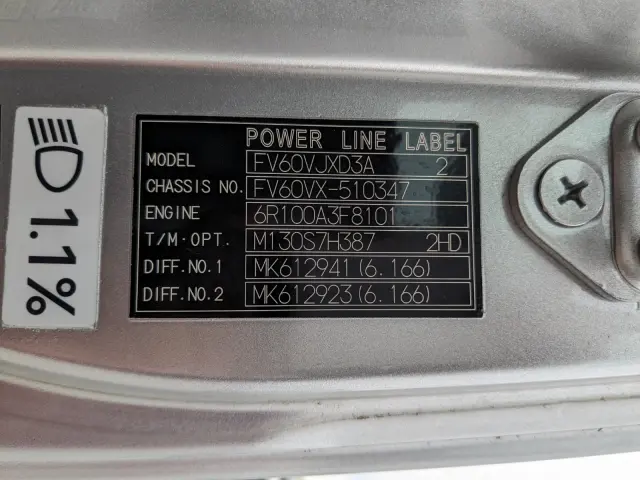 POWER LINE LABEL
MODEL FV60VJXD3A 2
CHASSIS NO. FV60VX-510347
ENGINE 6R100A3F8101
T/M·OPT. M130S7H387 2HD
DIFF.NO.1 MK612941(6.166)
DIFF.NO.2 MK612923(6.166)
1.1%